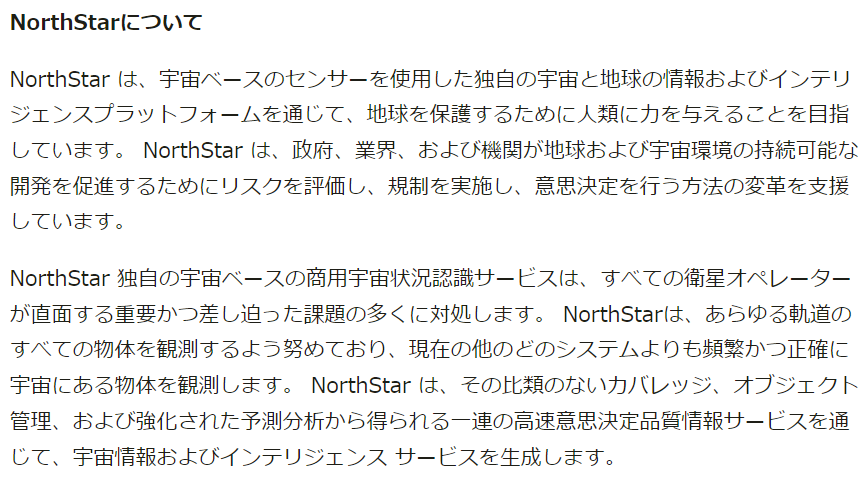 NorthStarについて
NorthStar は、宇宙ベースのセンサーを使用した独自の宇宙と地球の情報およびインテリ
ジェンスプラットフォームを通じて、地球を保護するために人類に力を与えることを目指
しています。 NorthStar は、政府、業界、および機関が地球および宇宙環境の持続可能な
開発を促進するためにリスクを評価し、規制を実施し、意思決定を行う方法の変革を支援
しています。
NorthStar 独自の宇宙ベースの商用宇宙状況認識サービスは、すべての衛星オペレーター
が直面する重要かつ差し迫った課題の多くに対処します。 NorthStarは、あらゆる軌道の
すべての物体を観測するよう努めており、現在の他のどのシステムよりも頻繁かつ正確に
宇宙にある物体を観測します。 NorthStar は、その比類のないカバレッジ、オブジェクト
管理、および強化された予測分析から得られる一連の高速意思決定品質情報サービスを通
じて、宇宙情報およびインテリジェンス サービスを生成します。